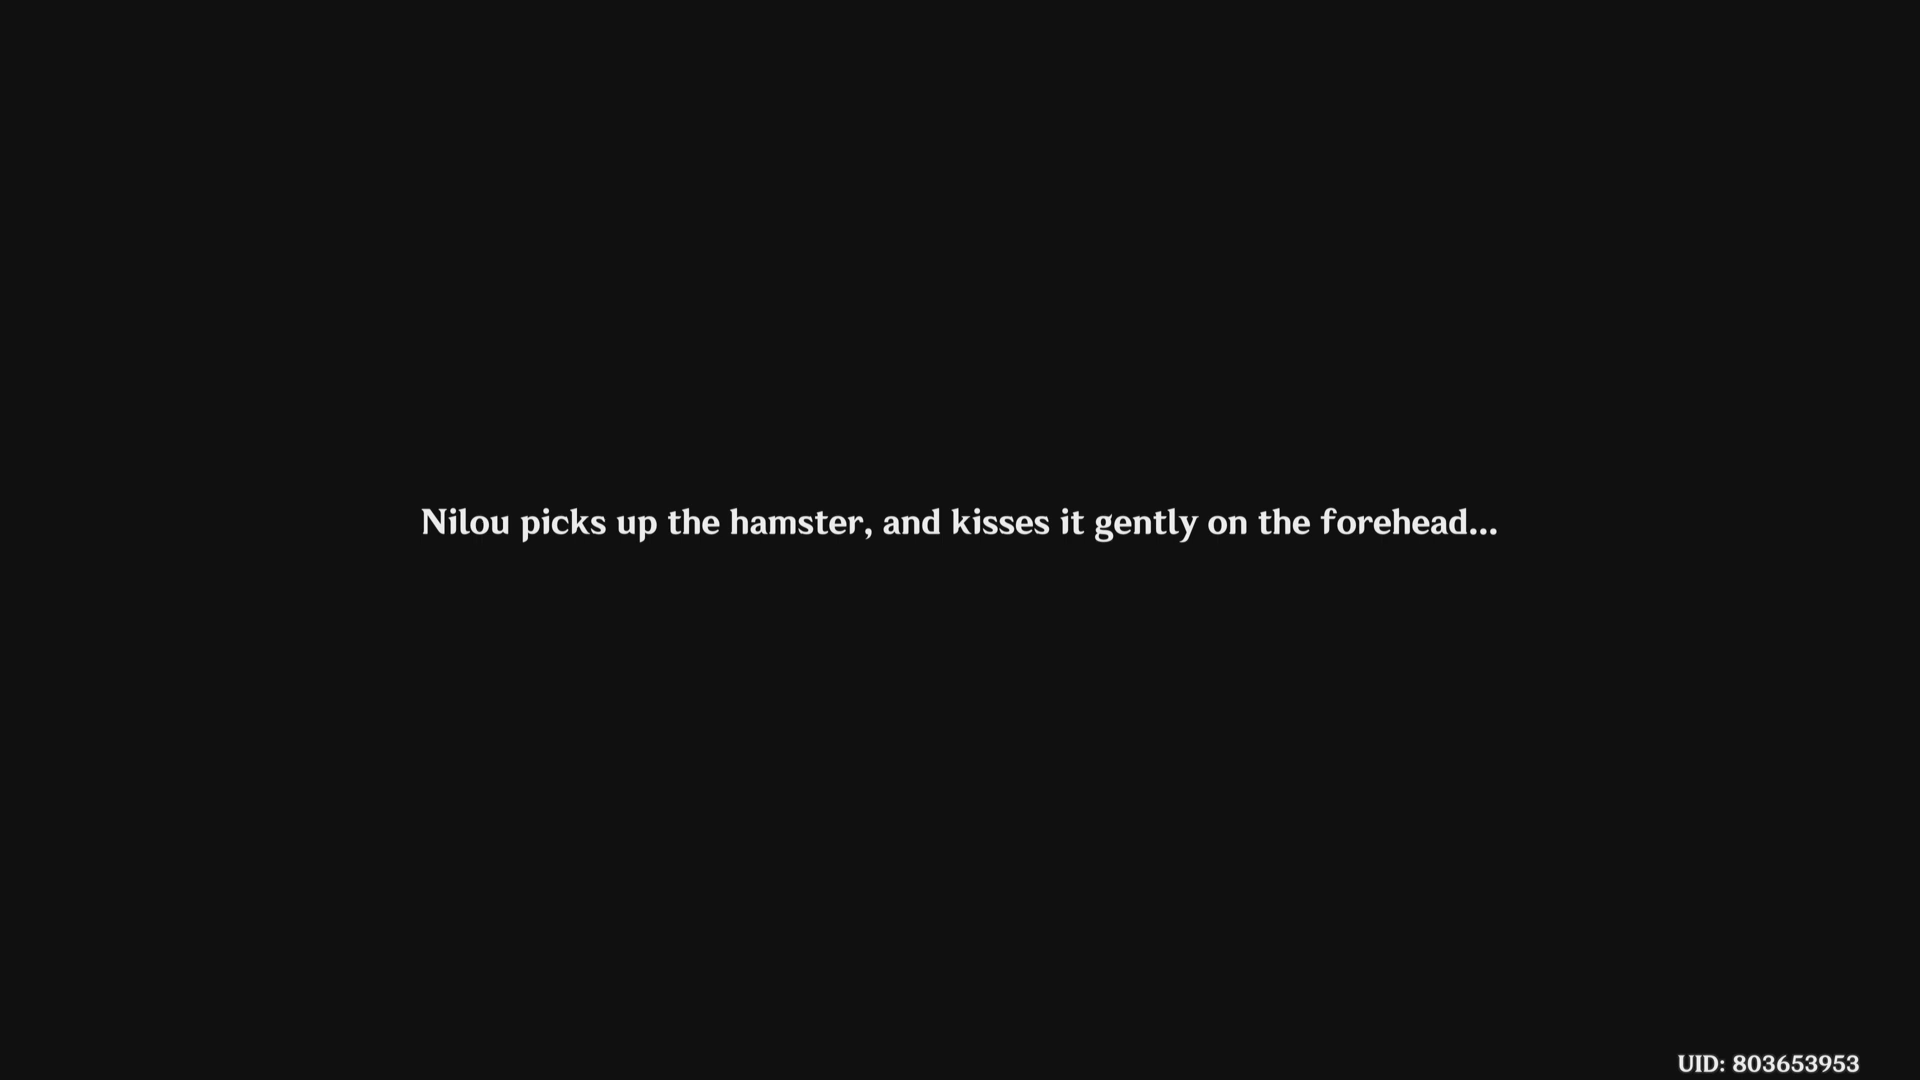 Nilou picks up the hamster, and kisses it gently on the forehead...
UID: 803653953